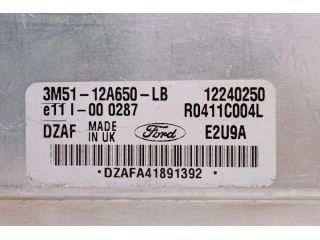 3M51-12A650-LB 12240250
e11 I-00 0287 R0411C004L
DZAF MADE IN UK Ford E2U9A
• DZAFA41891392 •